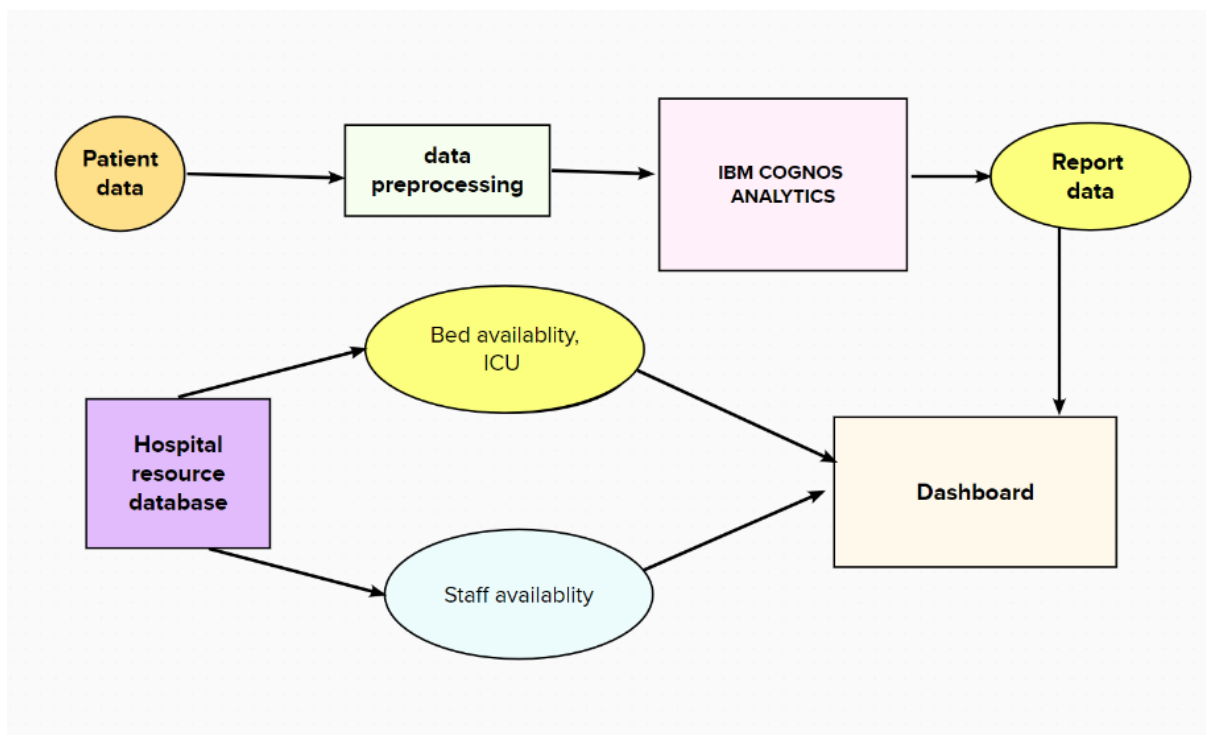 Patient
data
data
preprocessing
IBM COGNOS
ANALYTICS
Report
data
Bed availablity,
ICU
Hospital
resource
database
Dashboard
Staff availablity